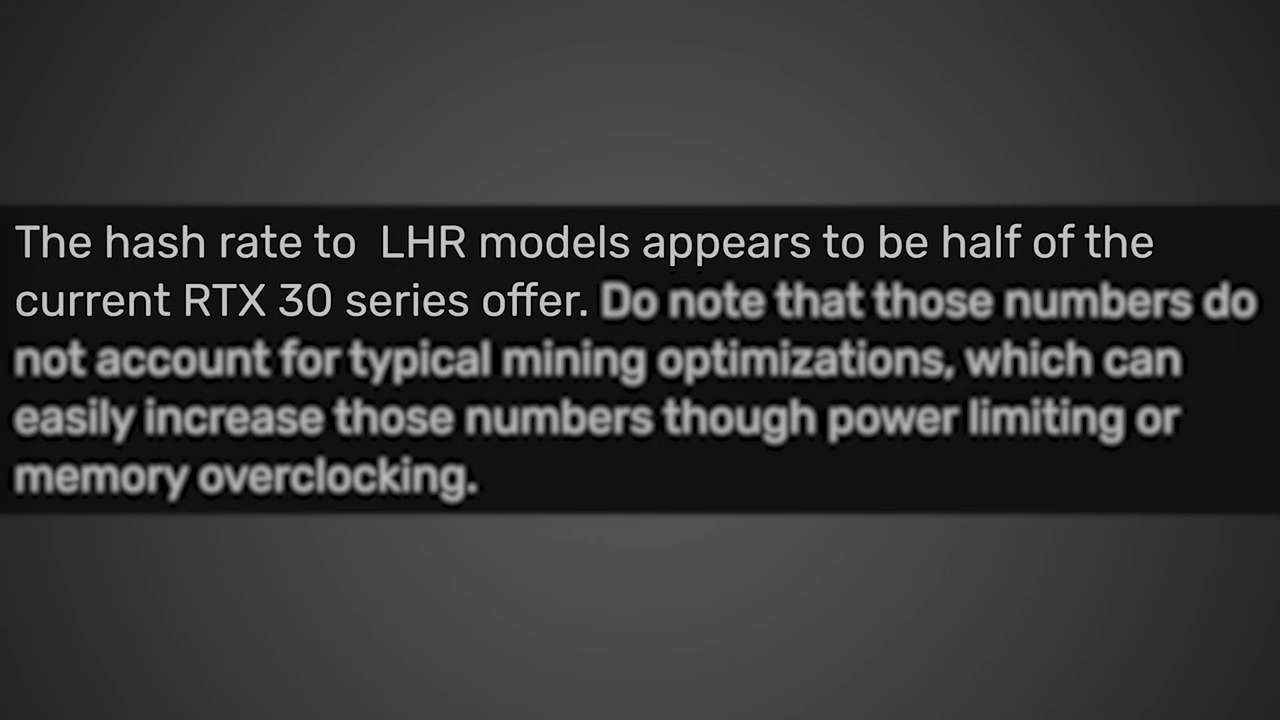 The hash rate to  LHR models appears to be half of the
current RTX 30 series offer. Do note that those numbers do
not account for typical mining optimizations, which can
easily increase those numbers though power limiting or
memory overclocking.